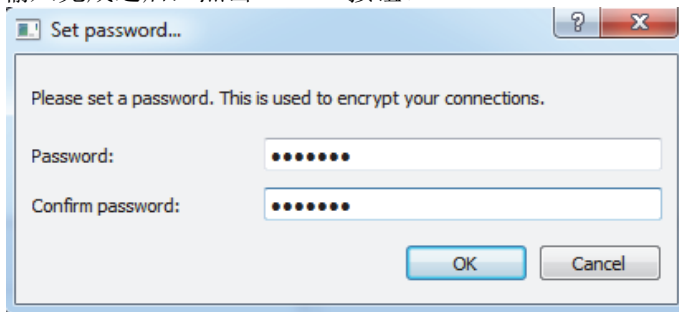 Set password...
Please set a password. This is used to encrypt your connections.
Password: •••••••
Confirm password: •••••••
OK Cancel